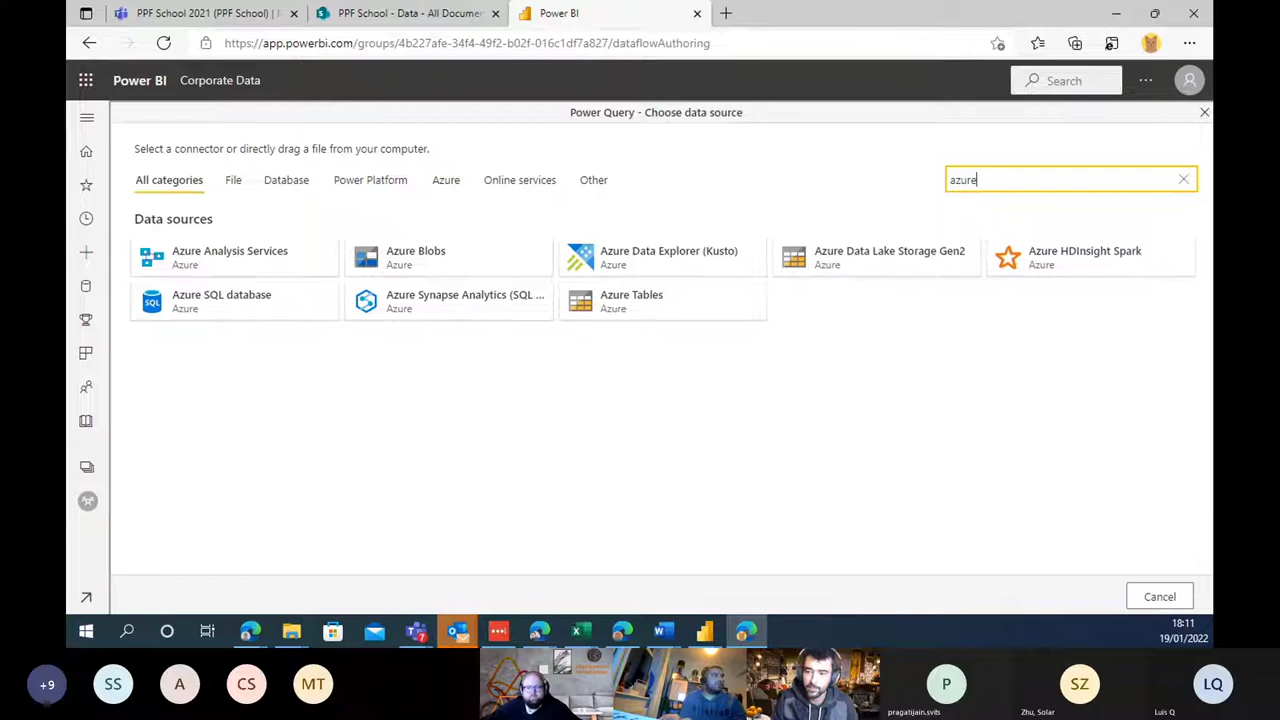 PPF School 2021 (PPF School) | M
PPF School - Data - All Documen
Power BI
https://app.powerbi.com/groups/4b227afe-34f4-49f2-b02f-016c1df7a827/dataflowAuthoring
Power BI
Corporate Data
Search
Power Query - Choose data source
Select a connector or directly drag a file from your computer.
All categories
File
Database
Power Platform
Azure
Online services
Other
azure
Data sources
Azure Analysis Services
Azure
Azure Blobs
Azure
Azure Data Explorer (Kusto)
Azure
Azure Data Lake Storage Gen2
Azure
Azure HDInsight Spark
Azure
SQL
Azure SQL database
Azure
Azure Synapse Analytics (SQL ...
Azure
Azure Tables
Azure
Cancel
7
18:11
19/01/2022
+9
SS
A
CS
MT
P
pragatijain.svits
SZ
Zhu, Solar
LQ
Luis Q